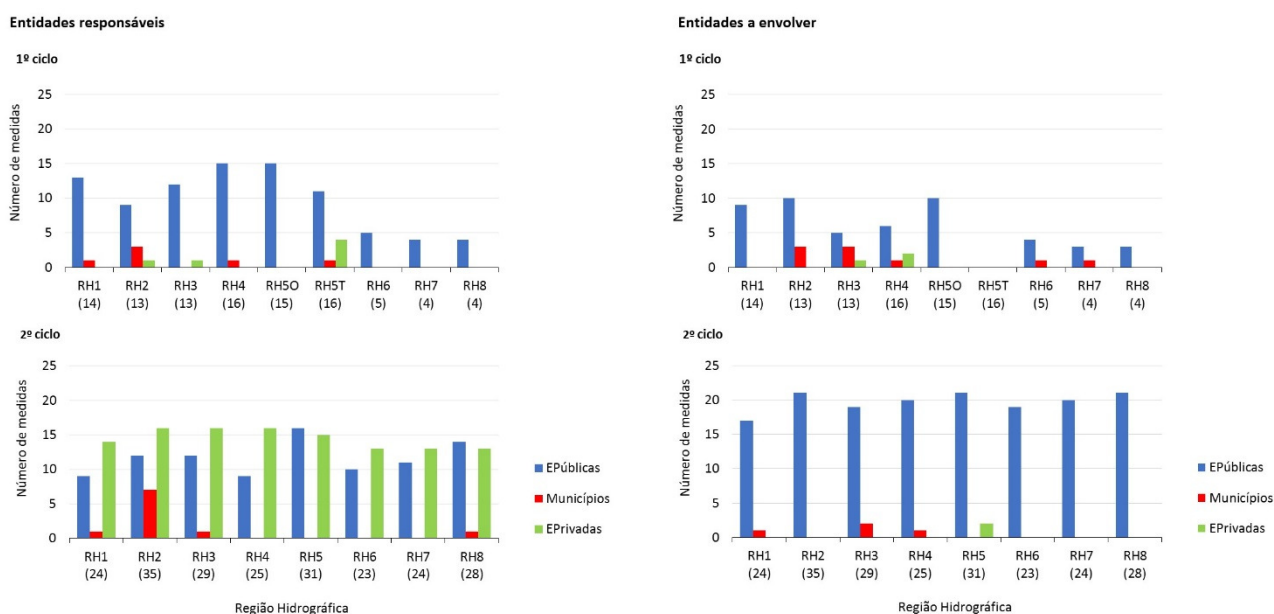 Entidades responsáveis
1º ciclo
Número de medidas
25
20
15
10
5
0
RH1 RH2 RH3 RH4 RH5O RH5T RH6 RH7 RH8
(14) (13) (13) (16) (15) (16) (5) (4) (4)
2º ciclo
Número de medidas
25
20
15
10
5
0
RH1 RH2 RH3 RH4 RH5 RH6 RH7 RH8
(24) (35) (29) (25) (31) (23) (24) (28)
Região Hidrográfica
EPúblicas
Municípios
EPrivadas
Entidades a envolver
1º ciclo
Número de medidas
25
20
15
10
5
0
RH1 RH2 RH3 RH4 RH5O RH5T RH6 RH7 RH8
(14) (13) (13) (16) (15) (16) (5) (4) (4)
2º ciclo
Número de medidas
25
20
15
10
5
0
RH1 RH2 RH3 RH4 RH5 RH6 RH7 RH8
(24) (35) (29) (25) (31) (23) (24) (28)
Região Hidrográfica
EPúblicas
Municípios
EPrivadas